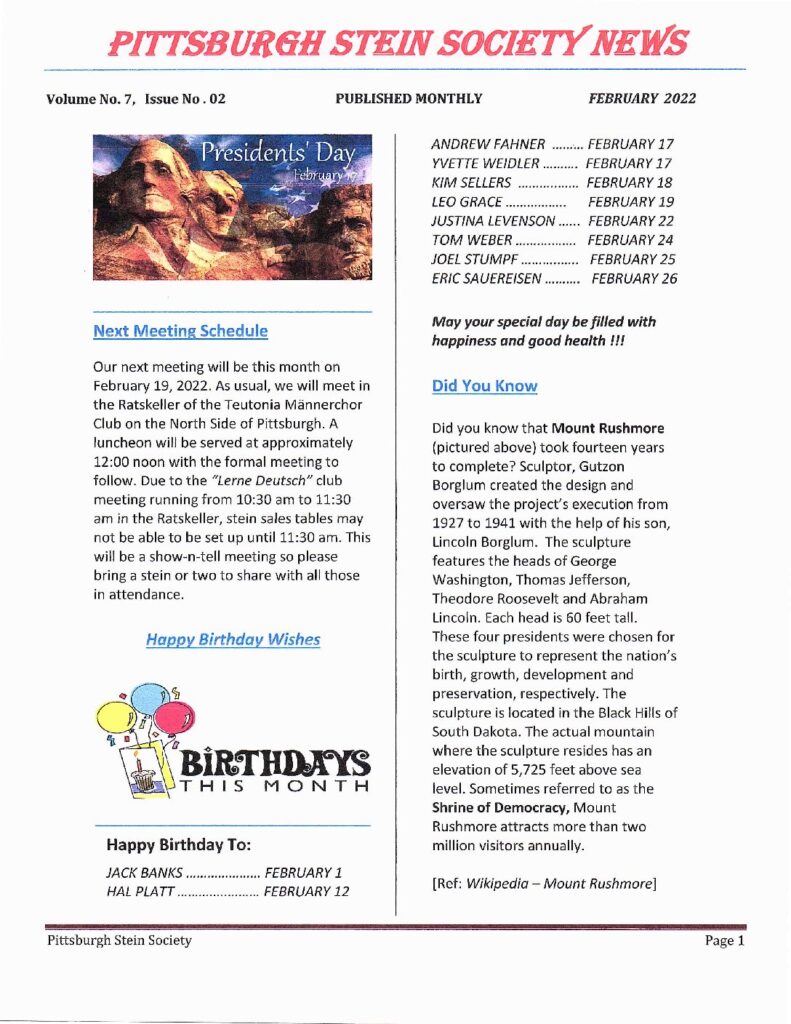 PITTSBURGH STEIN SOCIETY NEWS
Volume No. 7, Issue No . 02 PUBLISHED MONTHLY FEBRUARY 2022
Presidents' Day
February
Next Meeting Schedule
Our next meeting will be this month on
February 19, 2022. As usual, we will meet in
the Ratskeller of the Teutonia Männerchor
Club on the North Side of Pittsburgh. A
luncheon will be served at approximately
12:00 noon with the formal meeting to
follow. Due to the "Lerne Deutsch" club
meeting running from 10:30 am to 11:30
am in the Ratskeller, stein sales tables may
not be able to be set up until 11:30 am. This
will be a show-n-tell meeting so please
bring a stein or two to share with all those
in attendance.
Happy Birthday Wishes
BIRTHDAYS
THIS MONTH
Happy Birthday To:
JACK BANKS ..................... FEBRUARY 1
HAL PLATT ....................... FEBRUARY 12
ANDREW FAHNER ......... FEBRUARY 17
YVETTE WEIDLER .......... FEBRUARY 17
KIM SELLERS ................. FEBRUARY 18
LEO GRACE ................. FEBRUARY 19
JUSTINA LEVENSON ...... FEBRUARY 22
TOM WEBER ................. FEBRUARY 24
JOEL STUMPF ................ FEBRUARY 25
ERIC SAUEREISEN .......... FEBRUARY 26
May your special day be filled with
happiness and good health !!!
Did You Know
Did you know that Mount Rushmore
(pictured above) took fourteen years
to complete? Sculptor, Gutzon
Borglum created the design and
oversaw the project's execution from
1927 to 1941 with the help of his son,
Lincoln Borglum. The sculpture
features the heads of George
Washington, Thomas Jefferson,
Theodore Roosevelt and Abraham
Lincoln. Each head is 60 feet tall.
These four presidents were chosen for
the sculpture to represent the nation's
birth, growth, development and
preservation, respectively. The
sculpture is located in the Black Hills of
South Dakota. The actual mountain
where the sculpture resides has an
elevation of 5,725 feet above sea
level. Sometimes referred to as the
Shrine of Democracy, Mount
Rushmore attracts more than two
million visitors annually.
[Ref: Wikipedia – Mount Rushmore]
Pittsburgh Stein Society Page 1